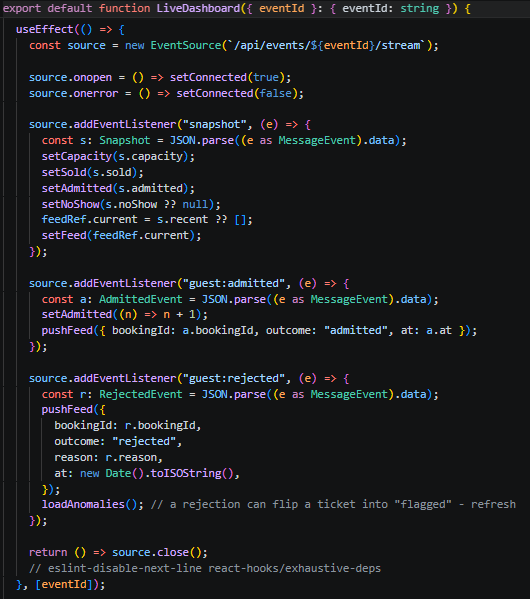 export default function LiveDashboard({ eventId }: { eventId: string }) {
  useEffect(() => {
    const source = new EventSource(`/api/events/${eventId}/stream`);

    source.onopen = () => setConnected(true);
    source.onerror = () => setConnected(false);

    source.addEventListener("snapshot", (e) => {
      const s: Snapshot = JSON.parse((e as MessageEvent).data);
      setCapacity(s.capacity);
      setSold(s.sold);
      setAdmitted(s.admitted);
      setNoShow(s.noShow ?? null);
      feedRef.current = s.recent ?? [];
      setFeed(feedRef.current);
    });

    source.addEventListener("guest:admitted", (e) => {
      const a: AdmittedEvent = JSON.parse((e as MessageEvent).data);
      setAdmitted((n) => n + 1);
      pushFeed({ bookingId: a.bookingId, outcome: "admitted", at: a.at });
    });

    source.addEventListener("guest:rejected", (e) => {
      const r: RejectedEvent = JSON.parse((e as MessageEvent).data);
      pushFeed({
        bookingId: r.bookingId,
        outcome: "rejected",
        reason: r.reason,
        at: new Date().toISOString(),
      });
      loadAnomalies(); // a rejection can flip a ticket into "flagged" - refresh
    });

    return () => source.close();
    // eslint-disable-next-line react-hooks/exhaustive-deps
  }, [eventId]);